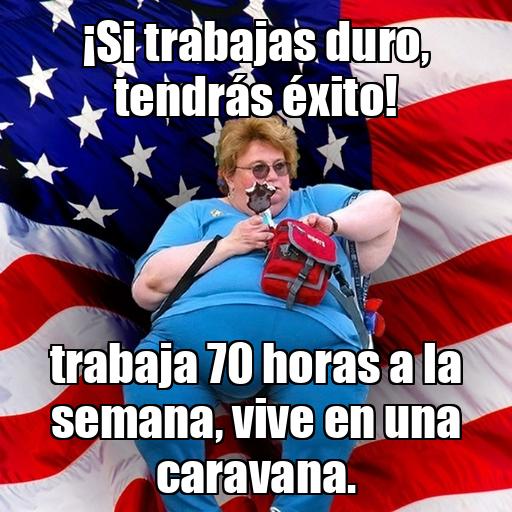 ¡Si trabajas duro,
tendrás éxito!
trabaja 70 horas a la
semana, vive en una
caravana.